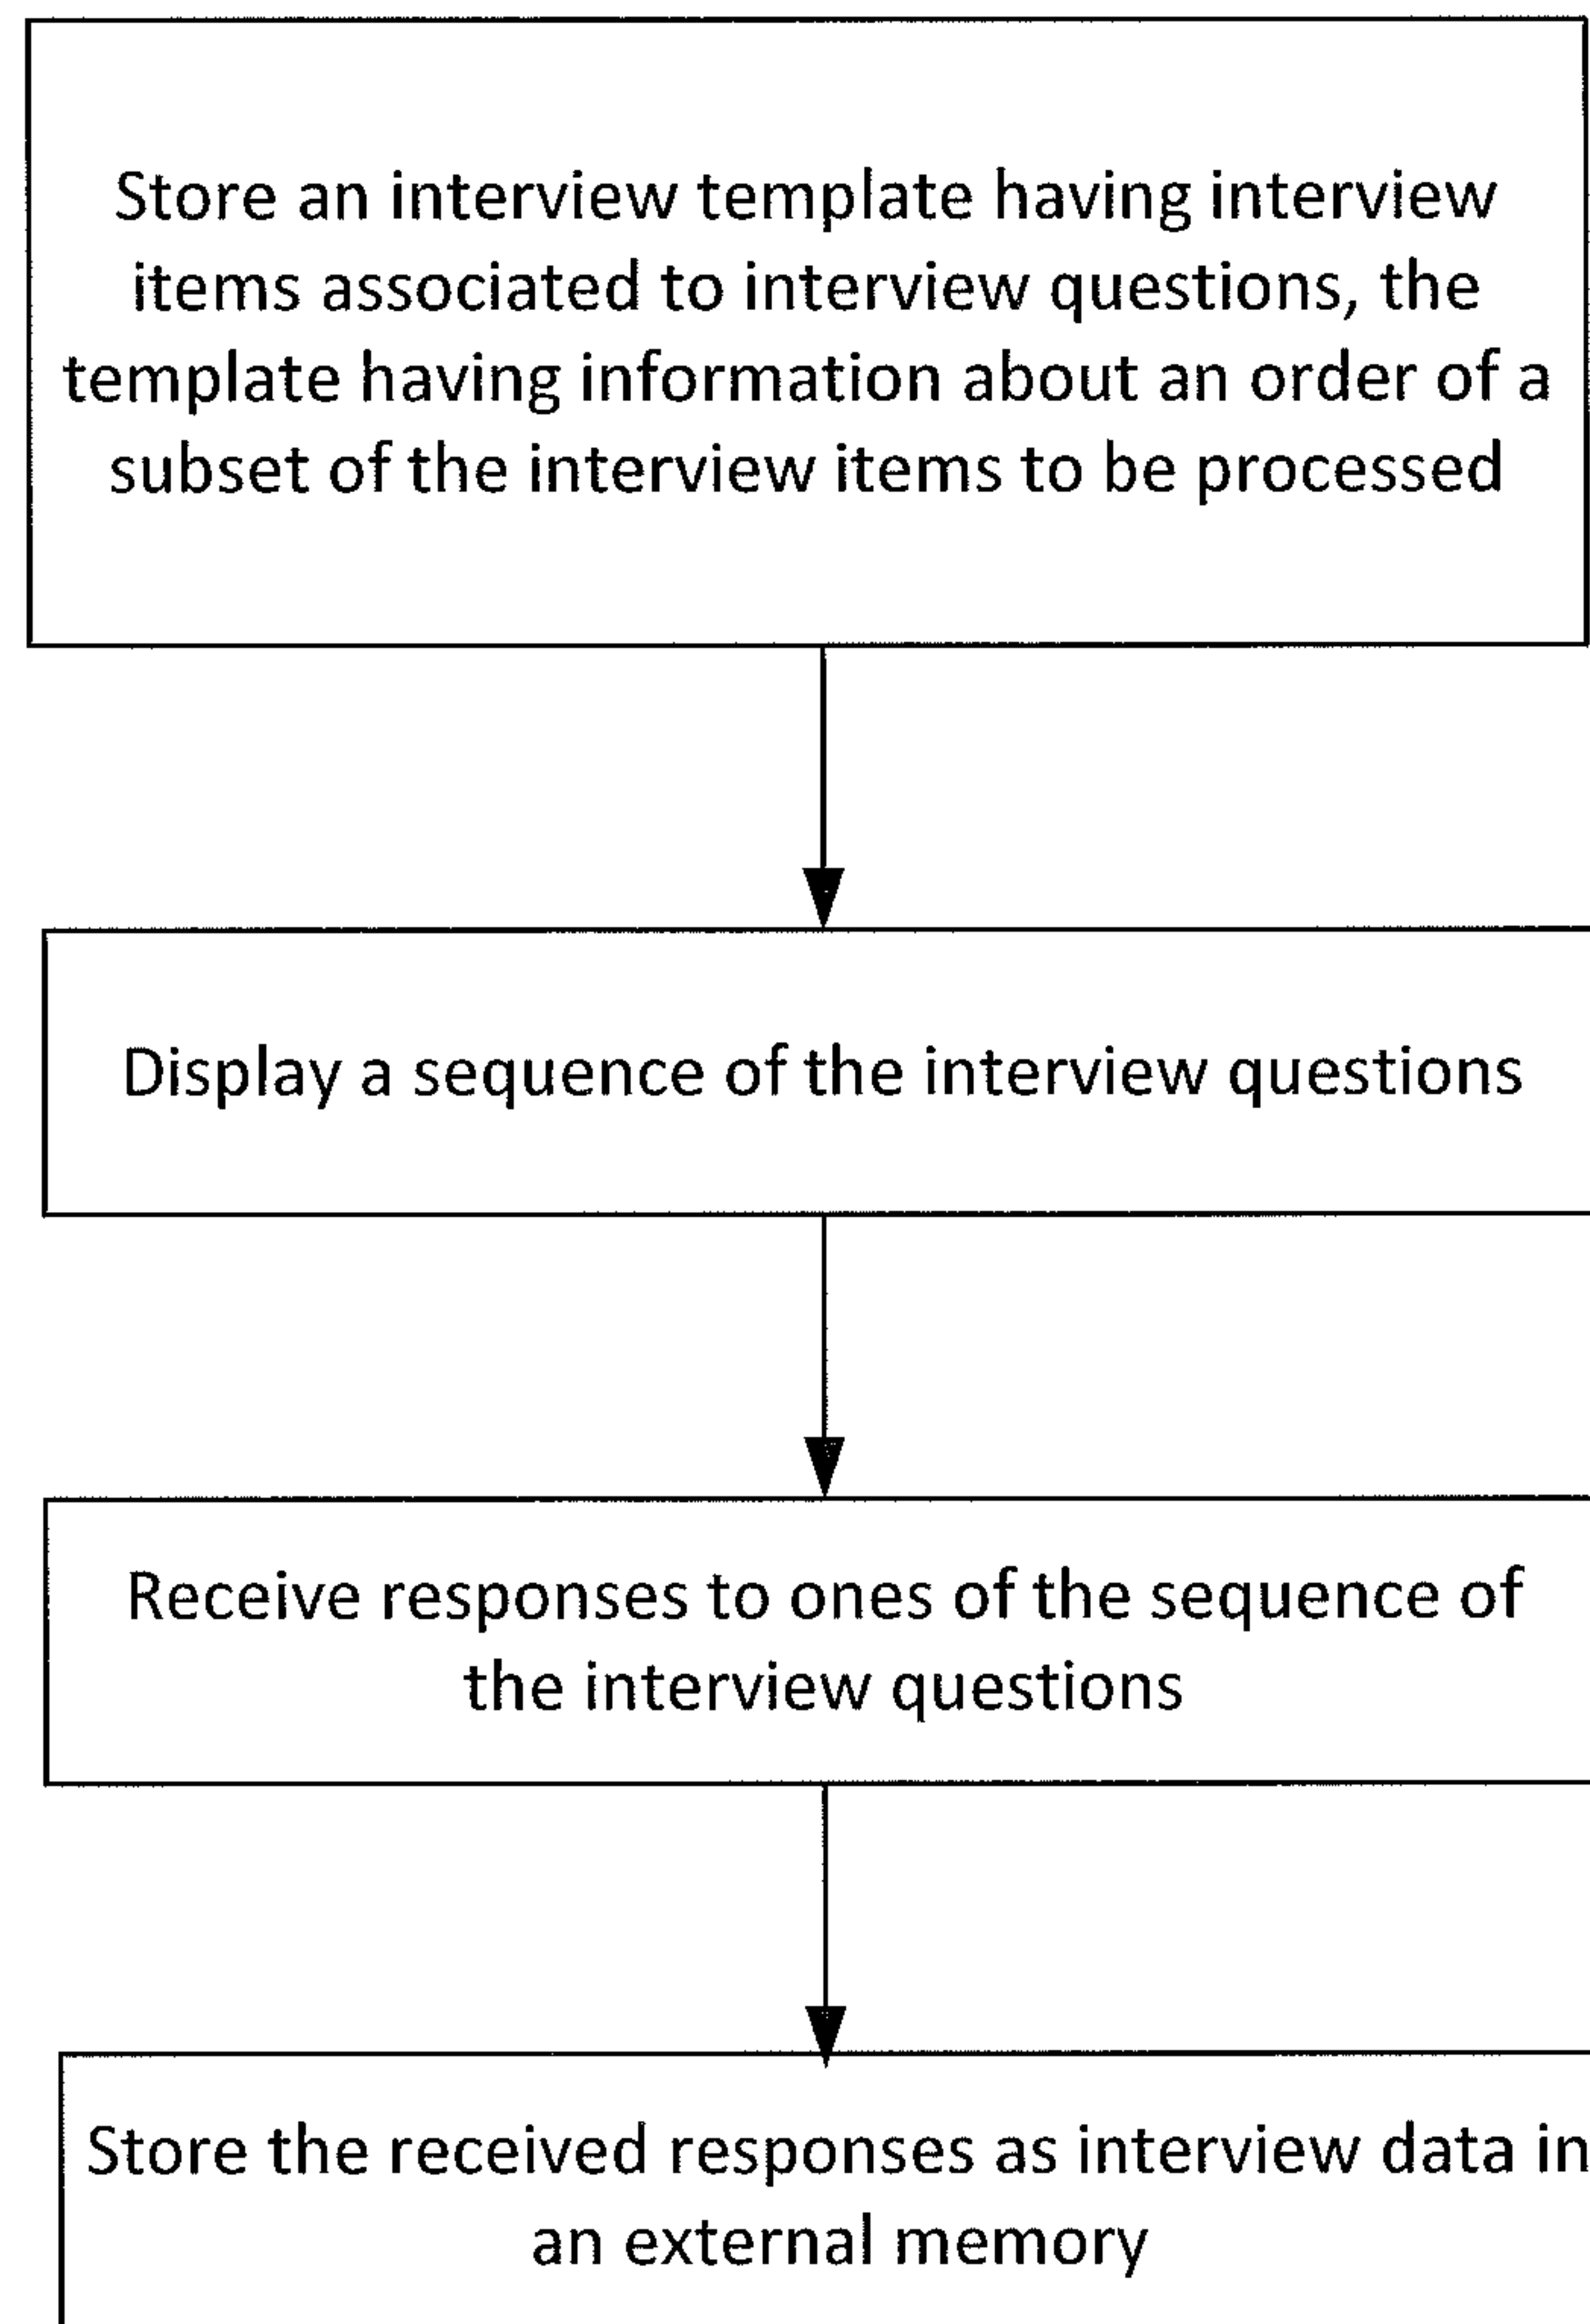 Store an interview template having interview
items associated to interview questions, the
template having information about an order of a
subset of the interview items to be processed
Display a sequence of the interview questions
Receive responses to ones of the sequence of
the interview questions
Store the received responses as interview data in
an external memory